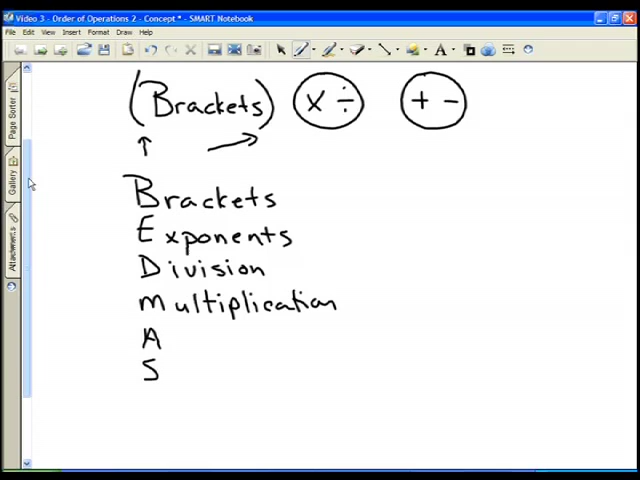 Video 3 - Order of Operations 2 - Concept * - SMART Notebook
File Edit View Insert Format Draw Help
Page Sorter
Gallery
Attachments
(Brackets) x ÷ + -
Brackets
Exponents
Division
Multiplication
A
S